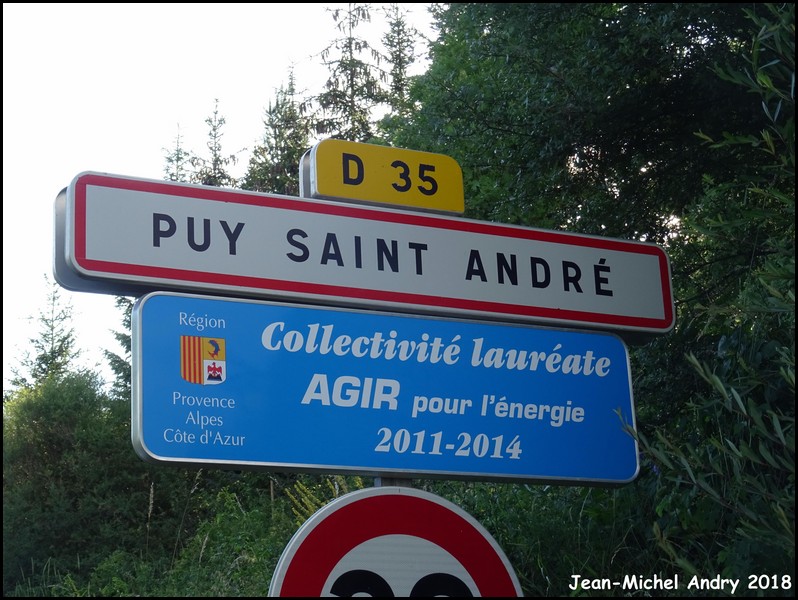 D 35
PUY SAINT ANDRÉ
Région
Provence
Alpes
Côte d'Azur
Collectivité lauréate
AGIR pour l'énergie
2011-2014
Jean-Michel Andry 2018